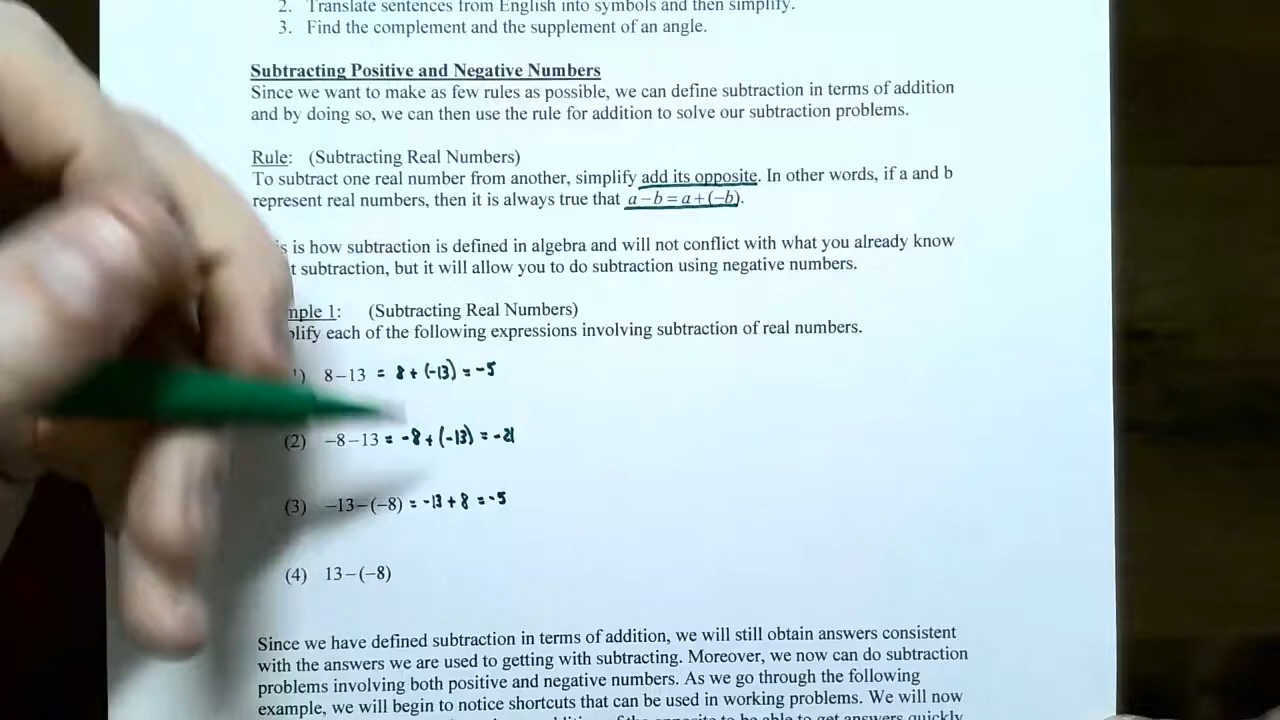 2. Translate sentences from English into symbols and then simplify.
3. Find the complement and the supplement of an angle.
Subtracting Positive and Negative Numbers
Since we want to make as few rules as possible, we can define subtraction in terms of addition
and by doing so, we can then use the rule for addition to solve our subtraction problems.
Rule: (Subtracting Real Numbers)
To subtract one real number from another, simplify add its opposite. In other words, if a and b
represent real numbers, then it is always true that a−b=a+(−b).
is how subtraction is defined in algebra and will not conflict with what you already know
subtraction, but it will allow you to do subtraction using negative numbers.
1: (Subtracting Real Numbers)
each of the following expressions involving subtraction of real numbers.
8−13 = 8+(-13) = -5
(2) −8−13 = -8+(-13) = -21
(3) −13−(−8) = -13+8 = -5
(4) 13−(−8)
Since we have defined subtraction in terms of addition, we will still obtain answers consistent
with the answers we are used to getting with subtracting. Moreover, we now can do subtraction
problems involving both positive and negative numbers. As we go through the following
example, we will begin to notice shortcuts that can be used in working problems. We will now
of the opposite to be able to get answers quickly